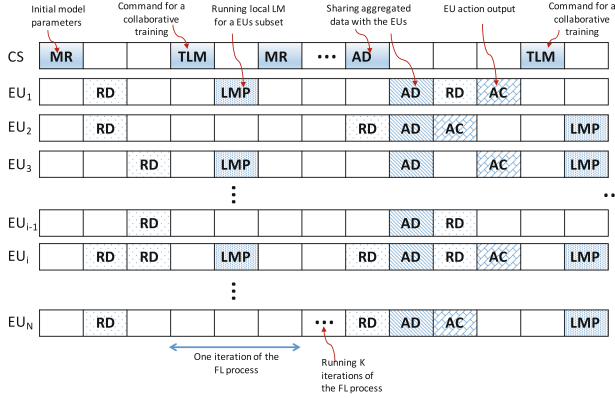 Initial model
parameters
Command for a
collaborative
training
Running local LM
for a EUs subset
Sharing aggregated
data with the EUs
EU action output
Command for a
collaborative
training
CS MR TLM MR ... AD TLM
EU1 RD LMP AD RD AC
EU2 RD RD AD AC LMP
EU3 RD LMP AD AC LMP
...
EUi-1 RD AD RD
EUi RD RD LMP RD AD RD AC LMP
...
EUN RD ... RD AD AC LMP
One iteration of the
FL process
Running K
iterations of
the FL process